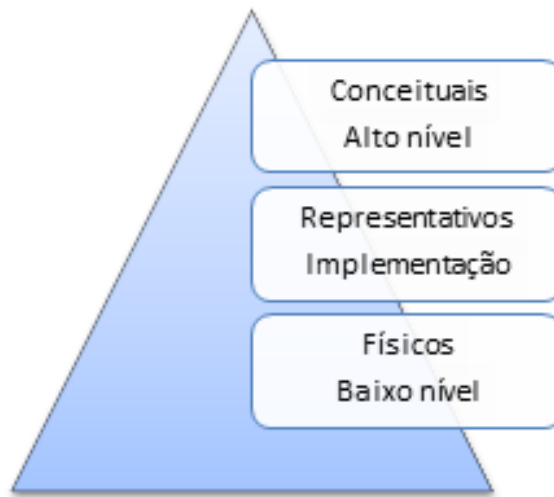 Conceituais
Alto nível
Representativos
Implementação
Físicos
Baixo nível